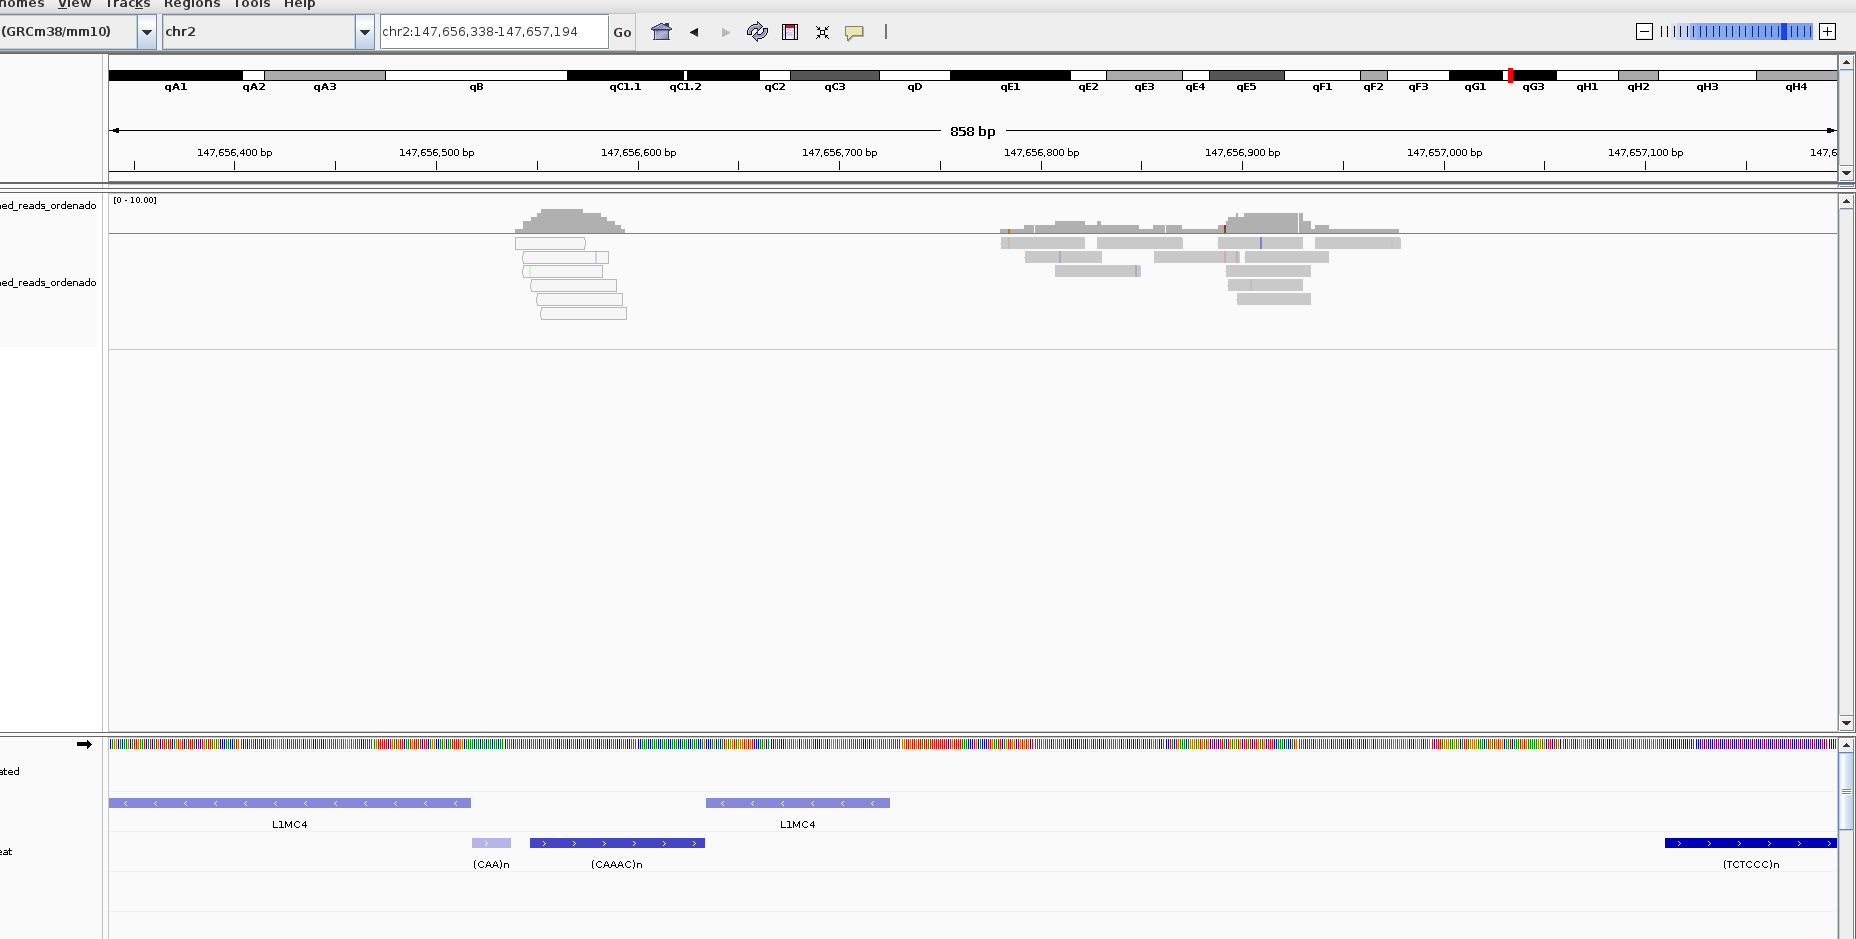 nomes View Tracks Regions Tools Help
(GRCm38/mm10) chr2 chr2:147,656,338-147,657,194 Go
qA1 qA2 qA3 qB qC1.1 qC1.2 qC2 qC3 qD qE1 qE2 qE3 qE4 qE5 qF1 qF2 qF3 qG1 qG3 qH1 qH2 qH3 qH4
858 bp
147,656,400 bp 147,656,500 bp 147,656,600 bp 147,656,700 bp 147,656,800 bp 147,656,900 bp 147,657,000 bp 147,657,100 bp 147,6
ned_reads_ordenado [0 - 10.00]
ned_reads_ordenado
ated
L1MC4 L1MC4
eat
(CAA)n (CAAAC)n (TCTCCC)n